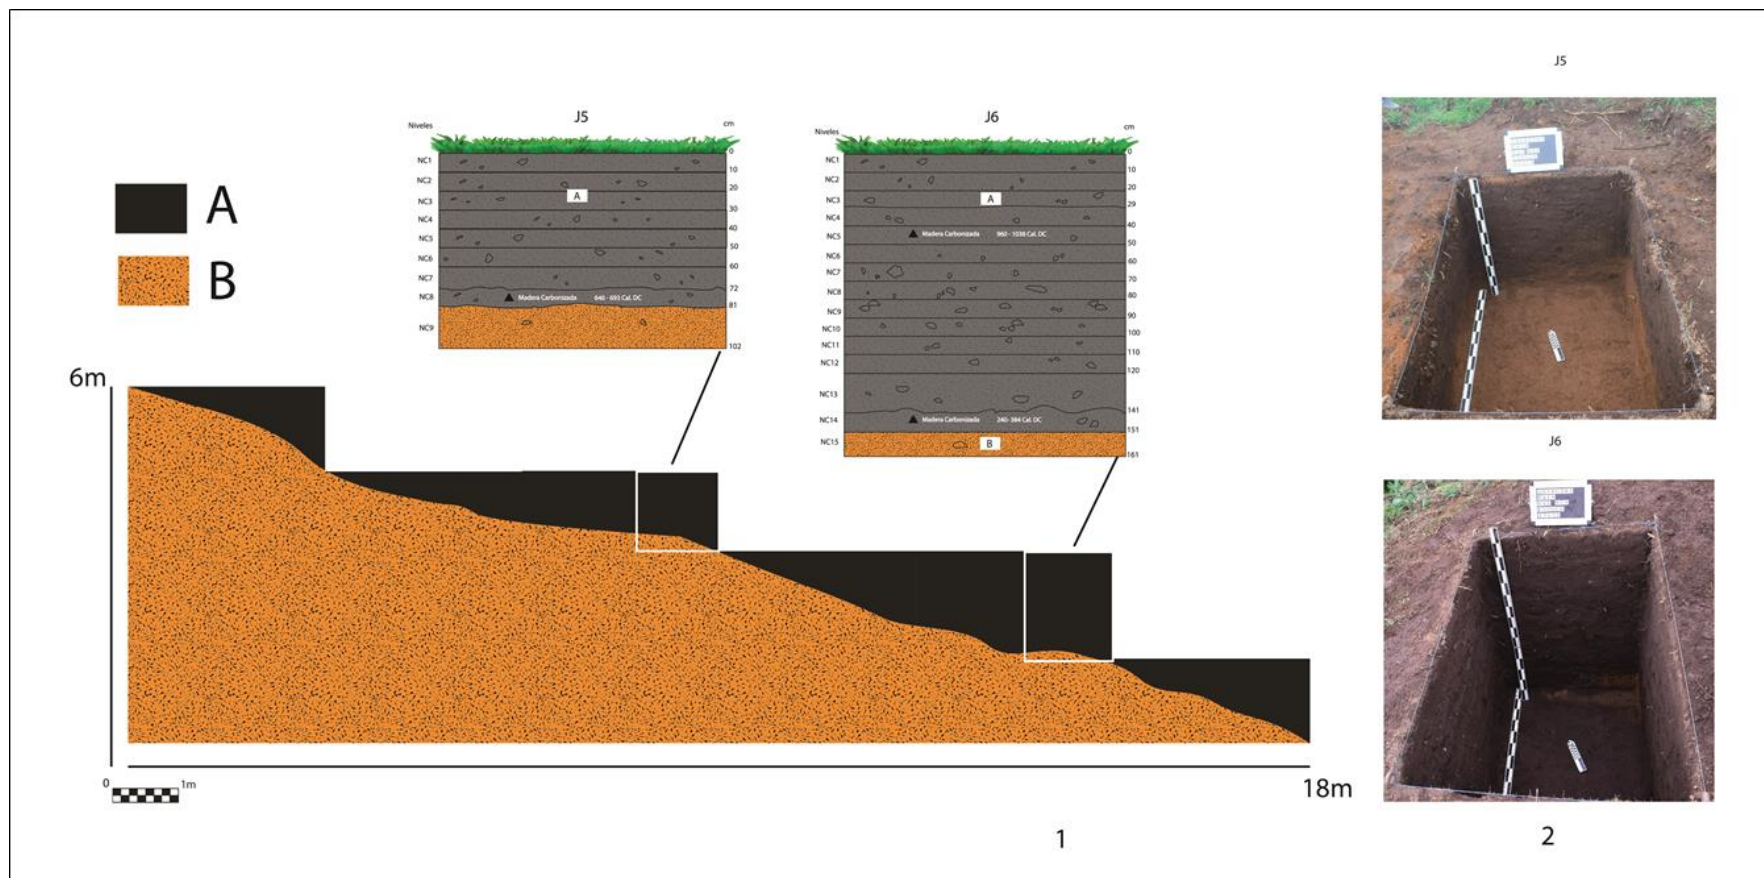 J5
J5
J6
Niveles
cm
Niveles
cm
0
0
NC1
NC1
10
10
NC2
NC2
20
20
A
A
NC3
NC3
30
29
NC4
NC4
40
40
NC5
Madera Carbonizada 960 - 1038 Cal. DC
NC5
50
50
NC6
NC6
60
60
NC7
NC7
72
70
NC8
Madera Carbonizada 640 - 693 Cal. DC
NC8
81
80
NC9
NC9
90
102
NC10
100
NC11
110
NC12
120
NC13
141
NC14
Madera Carbonizada 240- 384 Cal. DC
151
NC15
B
161
A
B
J6
6m
0
1m
18m
1
2